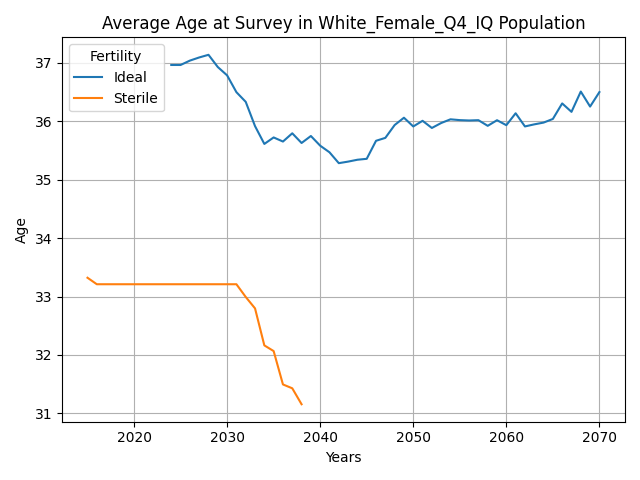 Average Age at Survey in White_Female_Q4_IQ Population
Fertility
Ideal
Sterile
37
36
35
34
33
32
31
Age
2020 2030 2040 2050 2060 2070
Years